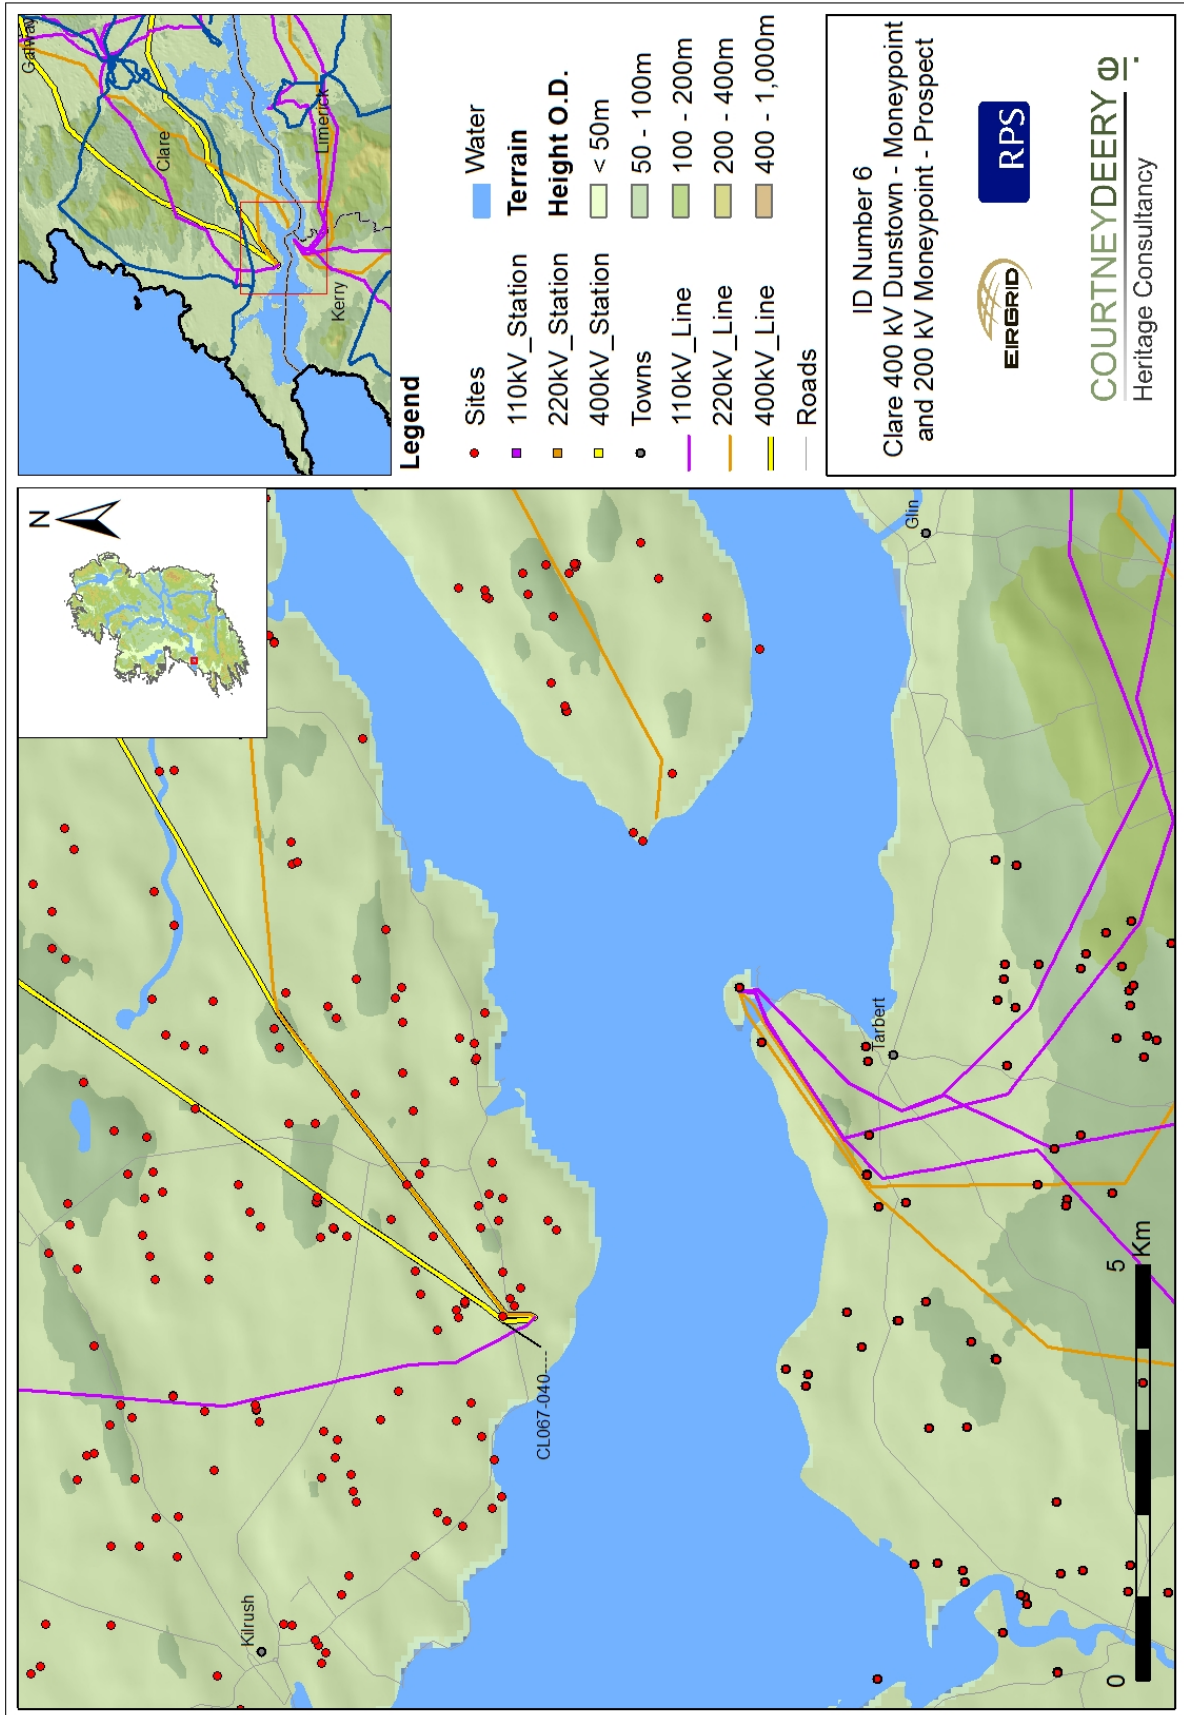 N
Kilrush
CL067-040----
Tarbert
Glin
0
5
Km
Galway
Clare
Limerick
Kerry
Legend
Sites
110kV_Station
220kV_Station
400kV_Station
Towns
110kV_Line
220kV_Line
400kV_Line
Roads
Water
Terrain
Height O.D.
< 50m
50 - 100m
100 - 200m
200 - 400m
400 - 1,000m
ID Number 6
Clare 400 kV Dunstown - Moneypoint
and 200 kV Moneypoint - Prospect
EIRGRID
RPS
COURTNEYDEERY
Heritage Consultancy